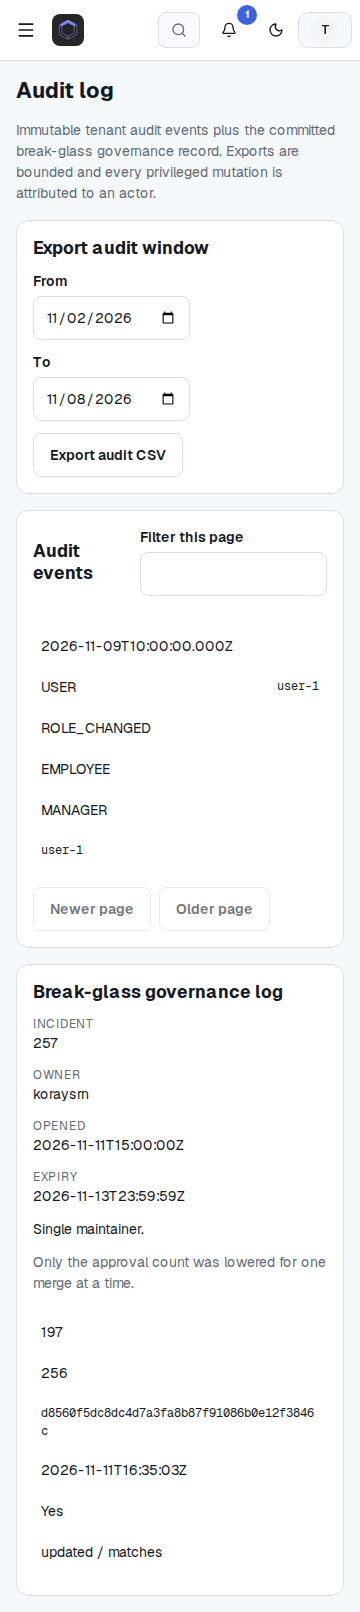 1
T
Audit log
Immutable tenant audit events plus the committed
break-glass governance record. Exports are
bounded and every privileged mutation is
attributed to an actor.
Export audit window
From
11/02/2026
To
11/08/2026
Export audit CSV
Audit
events
Filter this page
2026-11-09T10:00:00.000Z
USER user-1
ROLE_CHANGED
EMPLOYEE
MANAGER
user-1
Newer page Older page
Break-glass governance log
INCIDENT
257
OWNER
koraysm
OPENED
2026-11-11T15:00:00Z
EXPIRY
2026-11-13T23:59:59Z
Single maintainer.
Only the approval count was lowered for one
merge at a time.
197
256
d8560f5dc8dc4d7a3fa8b87f91086b0e12f3846
c
2026-11-11T16:35:03Z
Yes
updated / matches